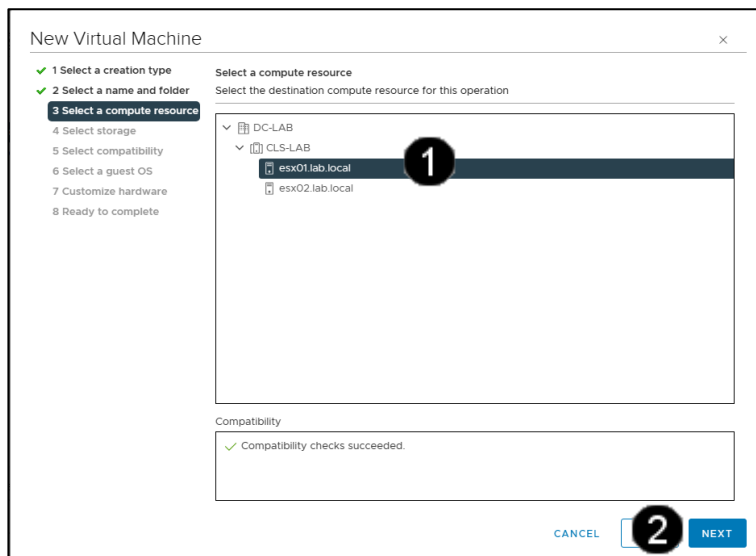 New Virtual Machine
1 Select a creation type
2 Select a name and folder
3 Select a compute resource
4 Select storage
5 Select compatibility
6 Select a guest OS
7 Customize hardware
8 Ready to complete
Select a compute resource
Select the destination compute resource for this operation
DC-LAB
CLS-LAB
esx01.lab.local
1
esx02.lab.local
Compatibility
Compatibility checks succeeded.
CANCEL
2
NEXT